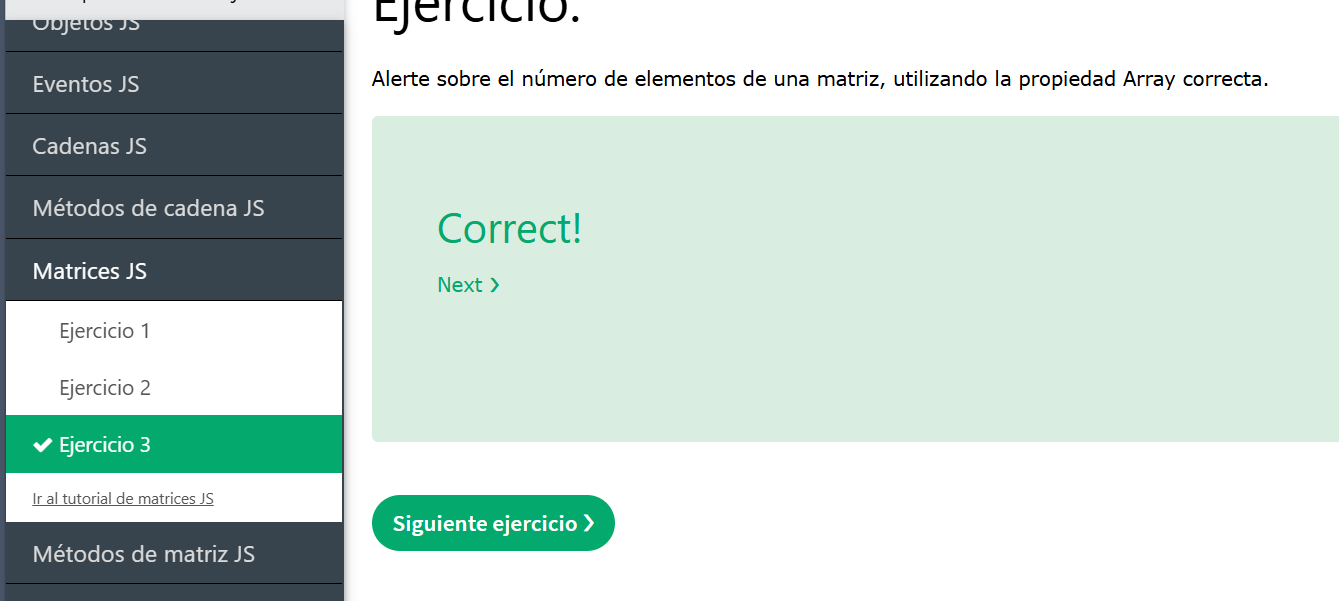 Objetos JS
Eventos JS
Cadenas JS
Métodos de cadena JS
Matrices JS
Ejercicio 1
Ejercicio 2
Ejercicio 3
Ir al tutorial de matrices JS
Métodos de matriz JS
Ejercicio:
Alerte sobre el número de elementos de una matriz, utilizando la propiedad Array correcta.
Correct!
Next ❯
Siguiente ejercicio ❯